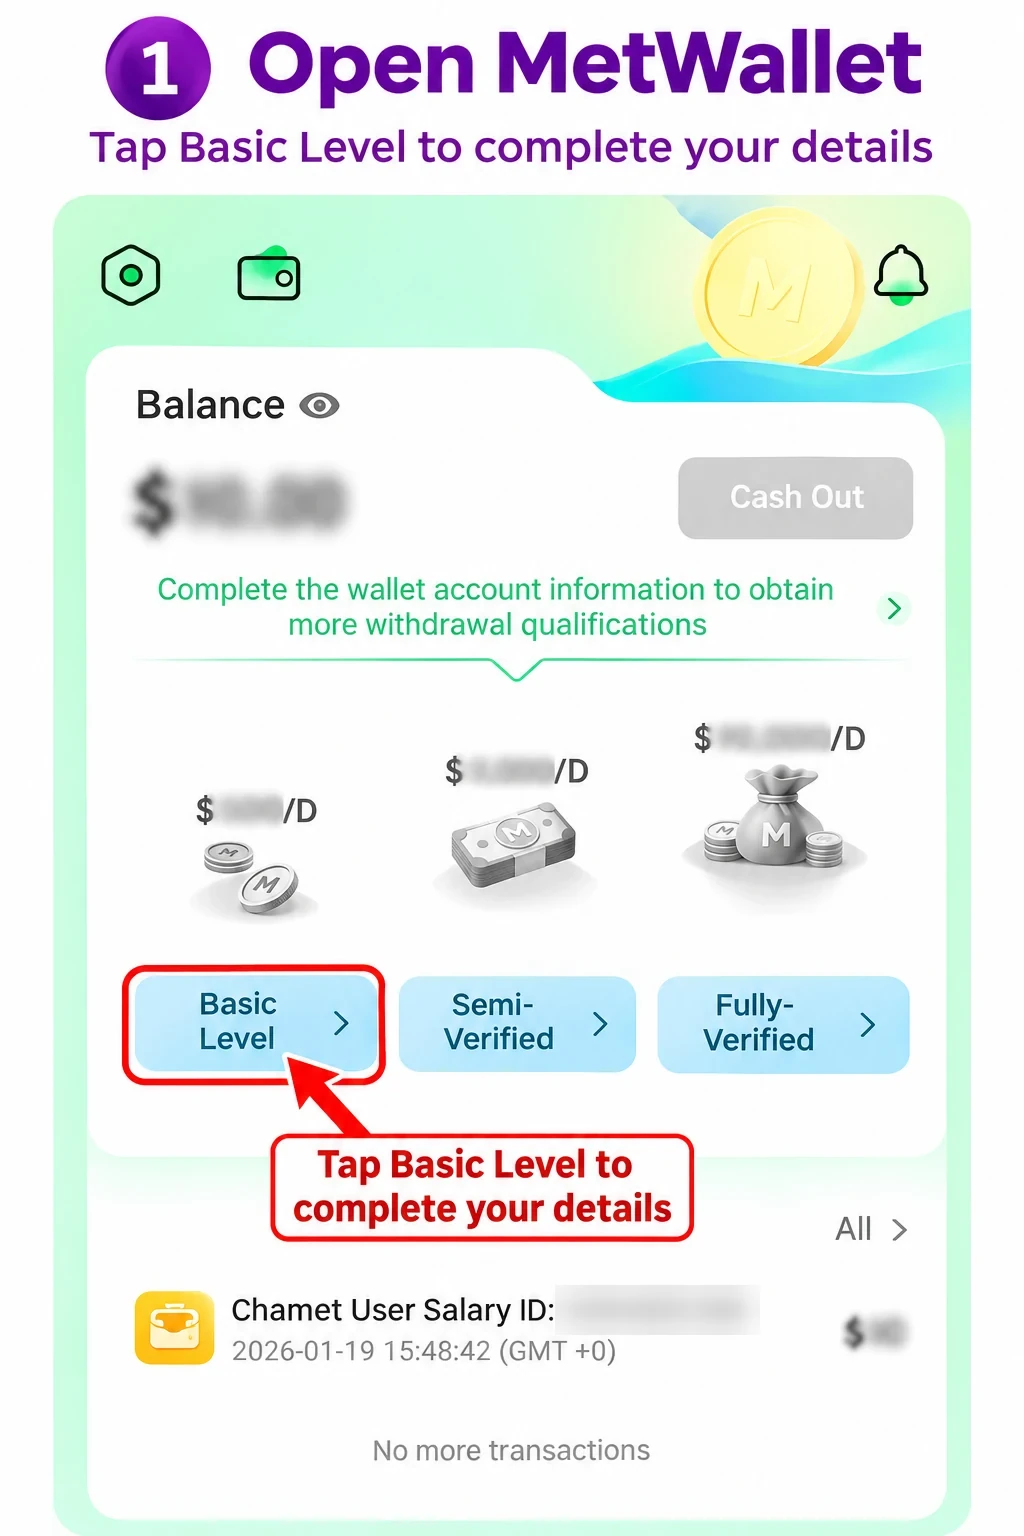 1 Open MetWallet
Tap Basic Level to complete your details
M
Balance
$
Cash Out
Complete the wallet account information to obtain
more withdrawal qualifications
$ /D
$ /D
$ /D
M
M
M
M
M
M
Basic
Level
Semi-
Verified
Fully-
Verified
Tap Basic Level to
complete your details
All
Chamet User Salary ID:
2026-01-19 15:48:42 (GMT +0)
$
No more transactions